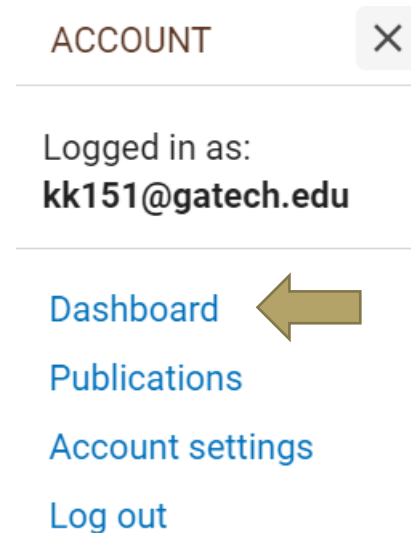 ACCOUNT
Logged in as:
kk151@gatech.edu
Dashboard
Publications
Account settings
Log out